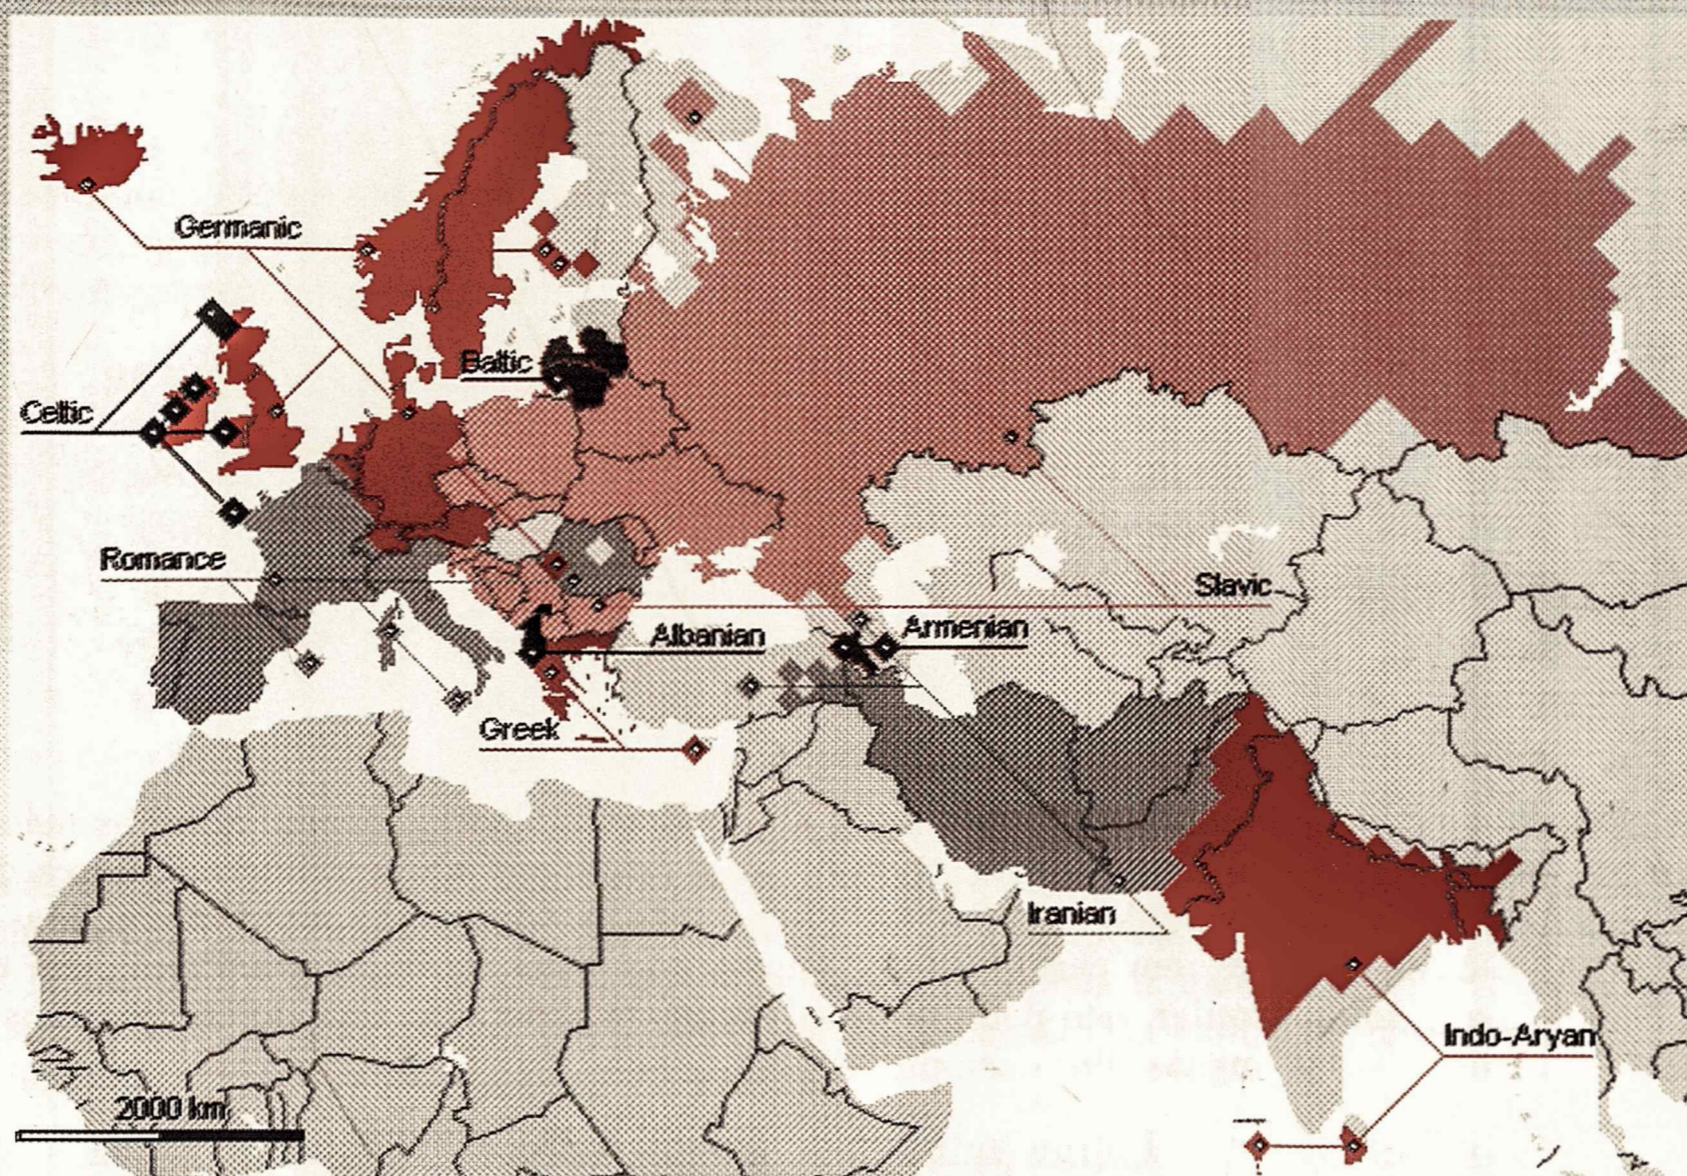 Germanic
Baltic
Celtic
Romance
Slavic
Albanian
Armenian
Greek
Iranian
Indo-Aryan
2000 km